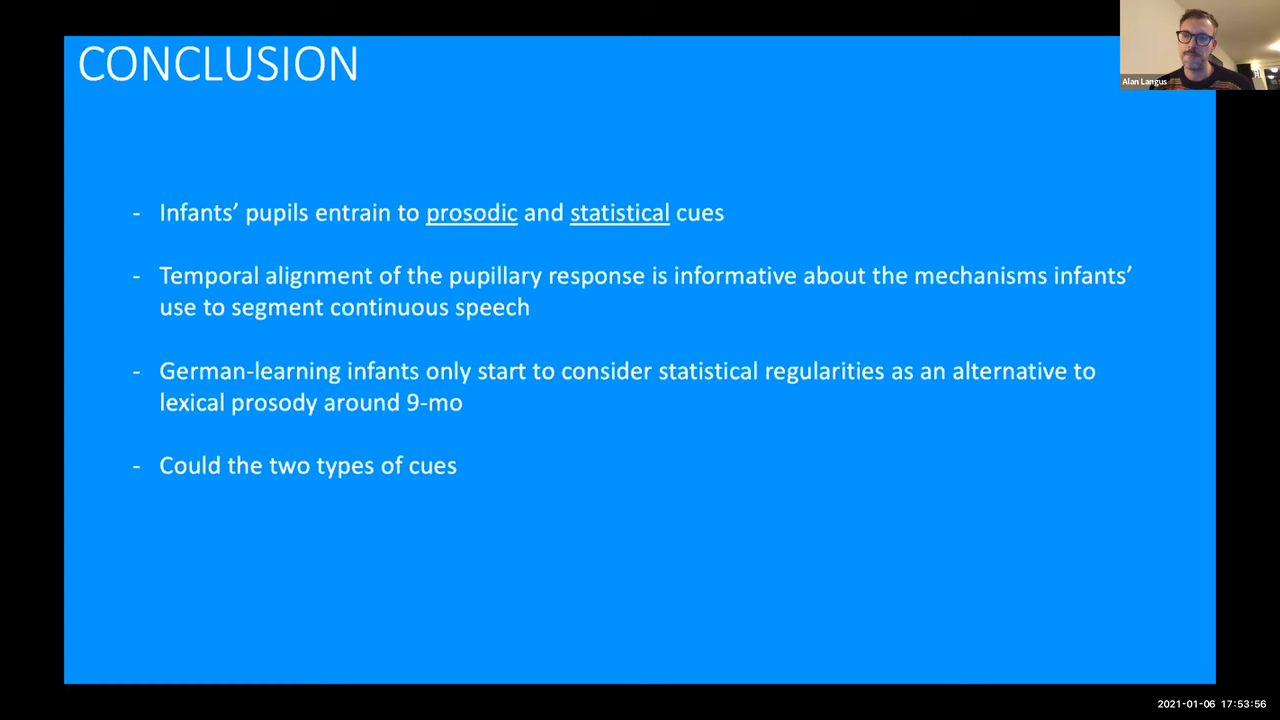 CONCLUSION
Alan Langus
- Infants’ pupils entrain to prosodic and statistical cues
- Temporal alignment of the pupillary response is informative about the mechanisms infants’
use to segment continuous speech
- German-learning infants only start to consider statistical regularities as an alternative to
lexical prosody around 9-mo
- Could the two types of cues
2021-01-06 17:53:56